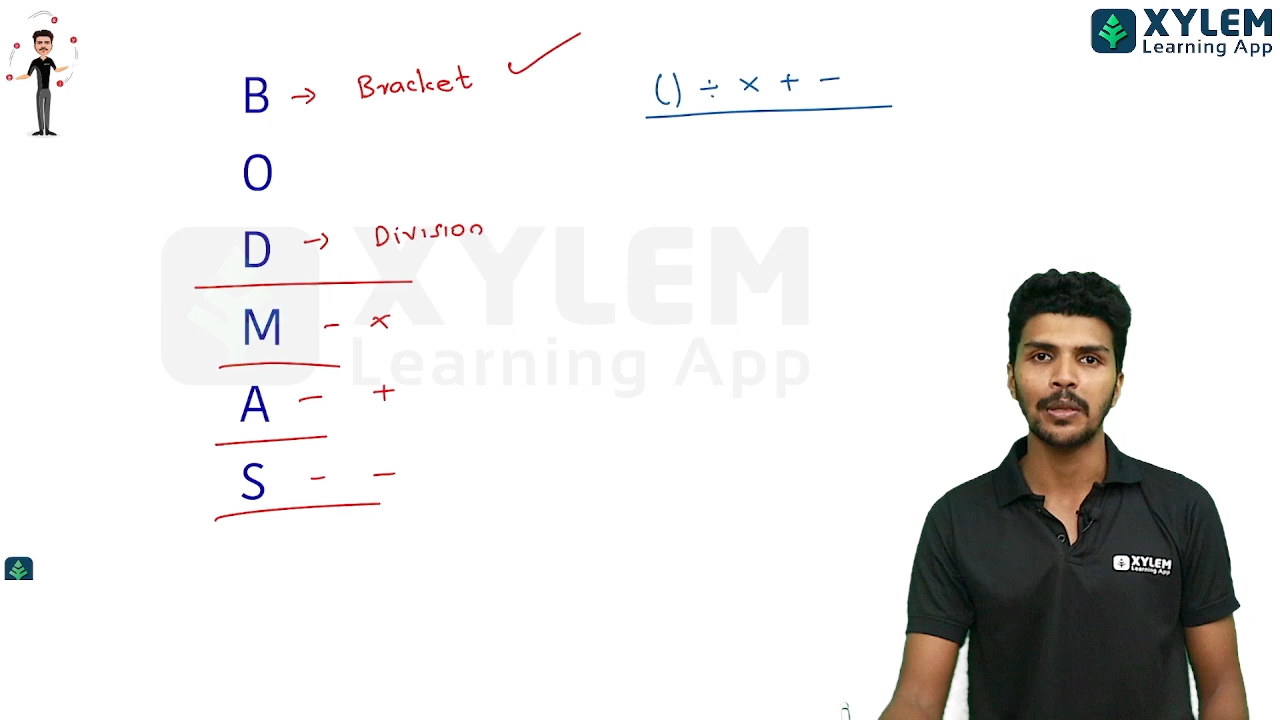 XYLEM
Learning App
B → Bracket ✓
() ÷ × + −
O
D → Division
M - ×
A - +
S - -
XYLEM
Learning App
XYLEM
Learning App